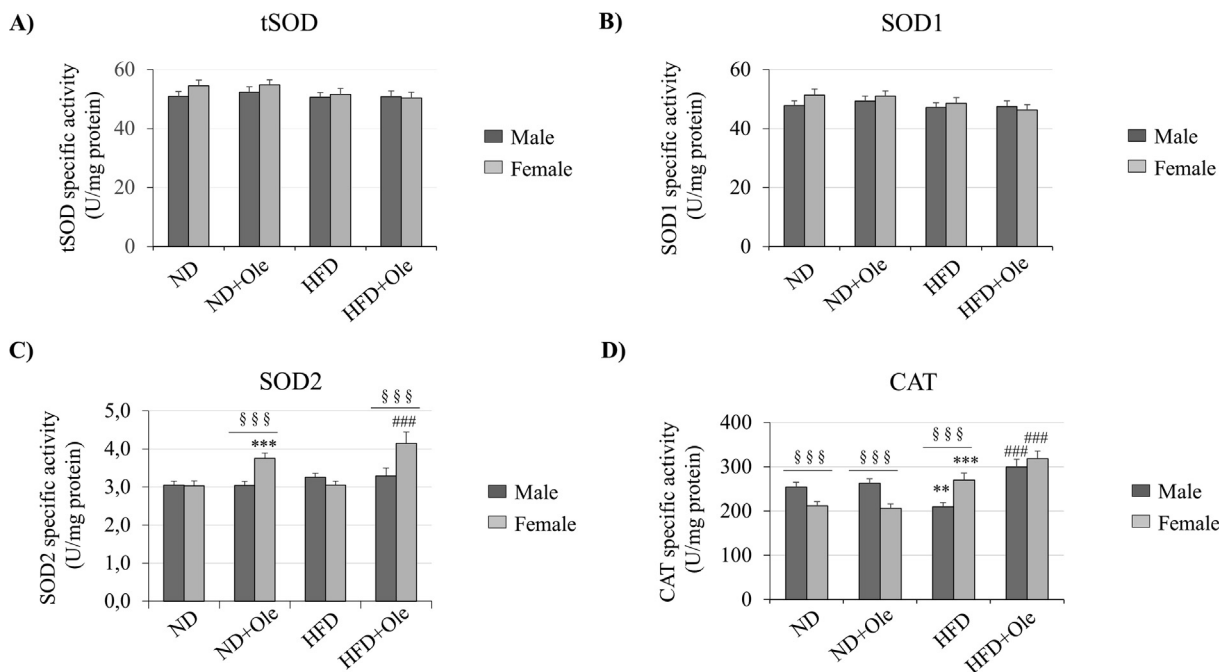 A)
tSOD
tSOD specific activity
(U/mg protein)
60
40
20
0
ND
ND+Ole
HFD
HFD+Ole
Male
Female
B)
SOD1
SOD1 specific activity
(U/mg protein)
60
40
20
0
ND
ND+Ole
HFD
HFD+Ole
Male
Female
C)
SOD2
SOD2 specific activity
(U/mg protein)
5,0
4,0
3,0
2,0
1,0
0,0
§ § §
***
§ § §
###
ND
ND+Ole
HFD
HFD+Ole
Male
Female
D)
CAT
CAT specific activity
(U/mg protein)
400
300
200
100
0
§ § §
§ § §
§ § §
**
***
###
###
ND
ND+Ole
HFD
HFD+Ole
Male
Female